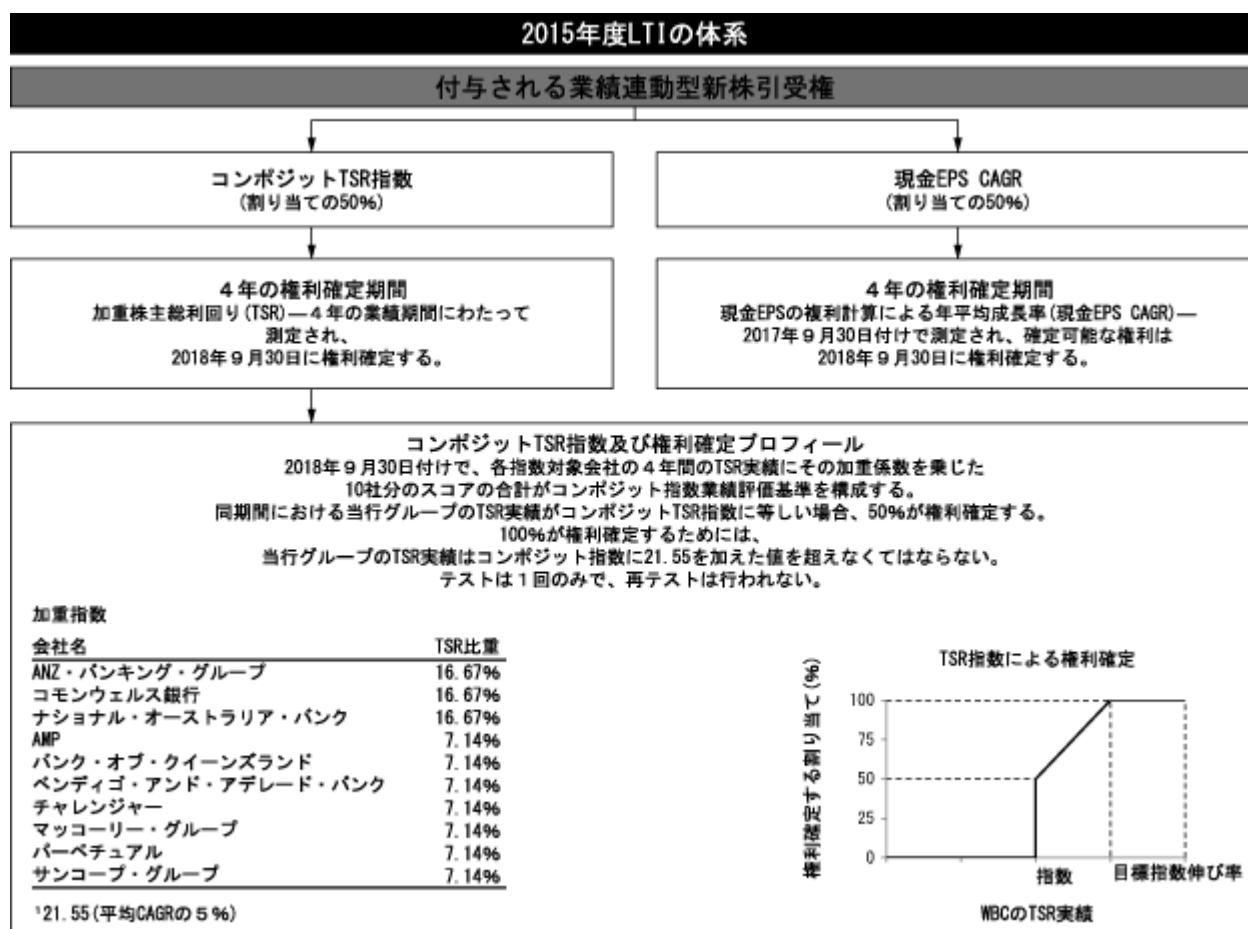 2015年度LTIの体系
付与される業績連動型新株引受権
コンポジットTSR指数
(割り当ての50%)
現金EPS CAGR
(割り当ての50%)
４年の権利確定期間
加重株主総利回り(TSR)―４年の業績期間にわたって
測定され、
2018年９月30日に権利確定する。
４年の権利確定期間
現金EPSの複利計算による年平均成長率(現金EPS CAGR)―
2017年９月30日付けで測定され、確定可能な権利は
2018年９月30日に権利確定する。
コンポジットTSR指数及び権利確定プロフィール
2018年９月30日付けで、各指数対象会社の４年間のTSR実績にその加重係数を乗じた
10社分のスコアの合計がコンポジット指数業績評価基準を構成する。
同期間における当行グループのTSR実績がコンポジットTSR指数に等しい場合、50%が権利確定する。
100%が権利確定するためには、
当行グループのTSR実績はコンポジット指数に21.55を加えた値を超えなくてはならない。
テストは１回のみで、再テストは行われない。
加重指数
会社名 TSR比重
ANZ・バンキング・グループ 16.67%
コモンウェルス銀行 16.67%
ナショナル・オーストラリア・バンク 16.67%
AMP 7.14%
バンク・オブ・クイーンズランド 7.14%
ベンディゴ・アンド・アデレード・バンク 7.14%
チャレンジャー 7.14%
マッコーリー・グループ 7.14%
パーペチュアル 7.14%
サンコープ・グループ 7.14%
¹21.55(平均CAGRの５%)
TSR指数による権利確定
権利確定する割り当て(%)
100
75
50
25
0
指数
目標指数伸び率
WBCのTSR実績